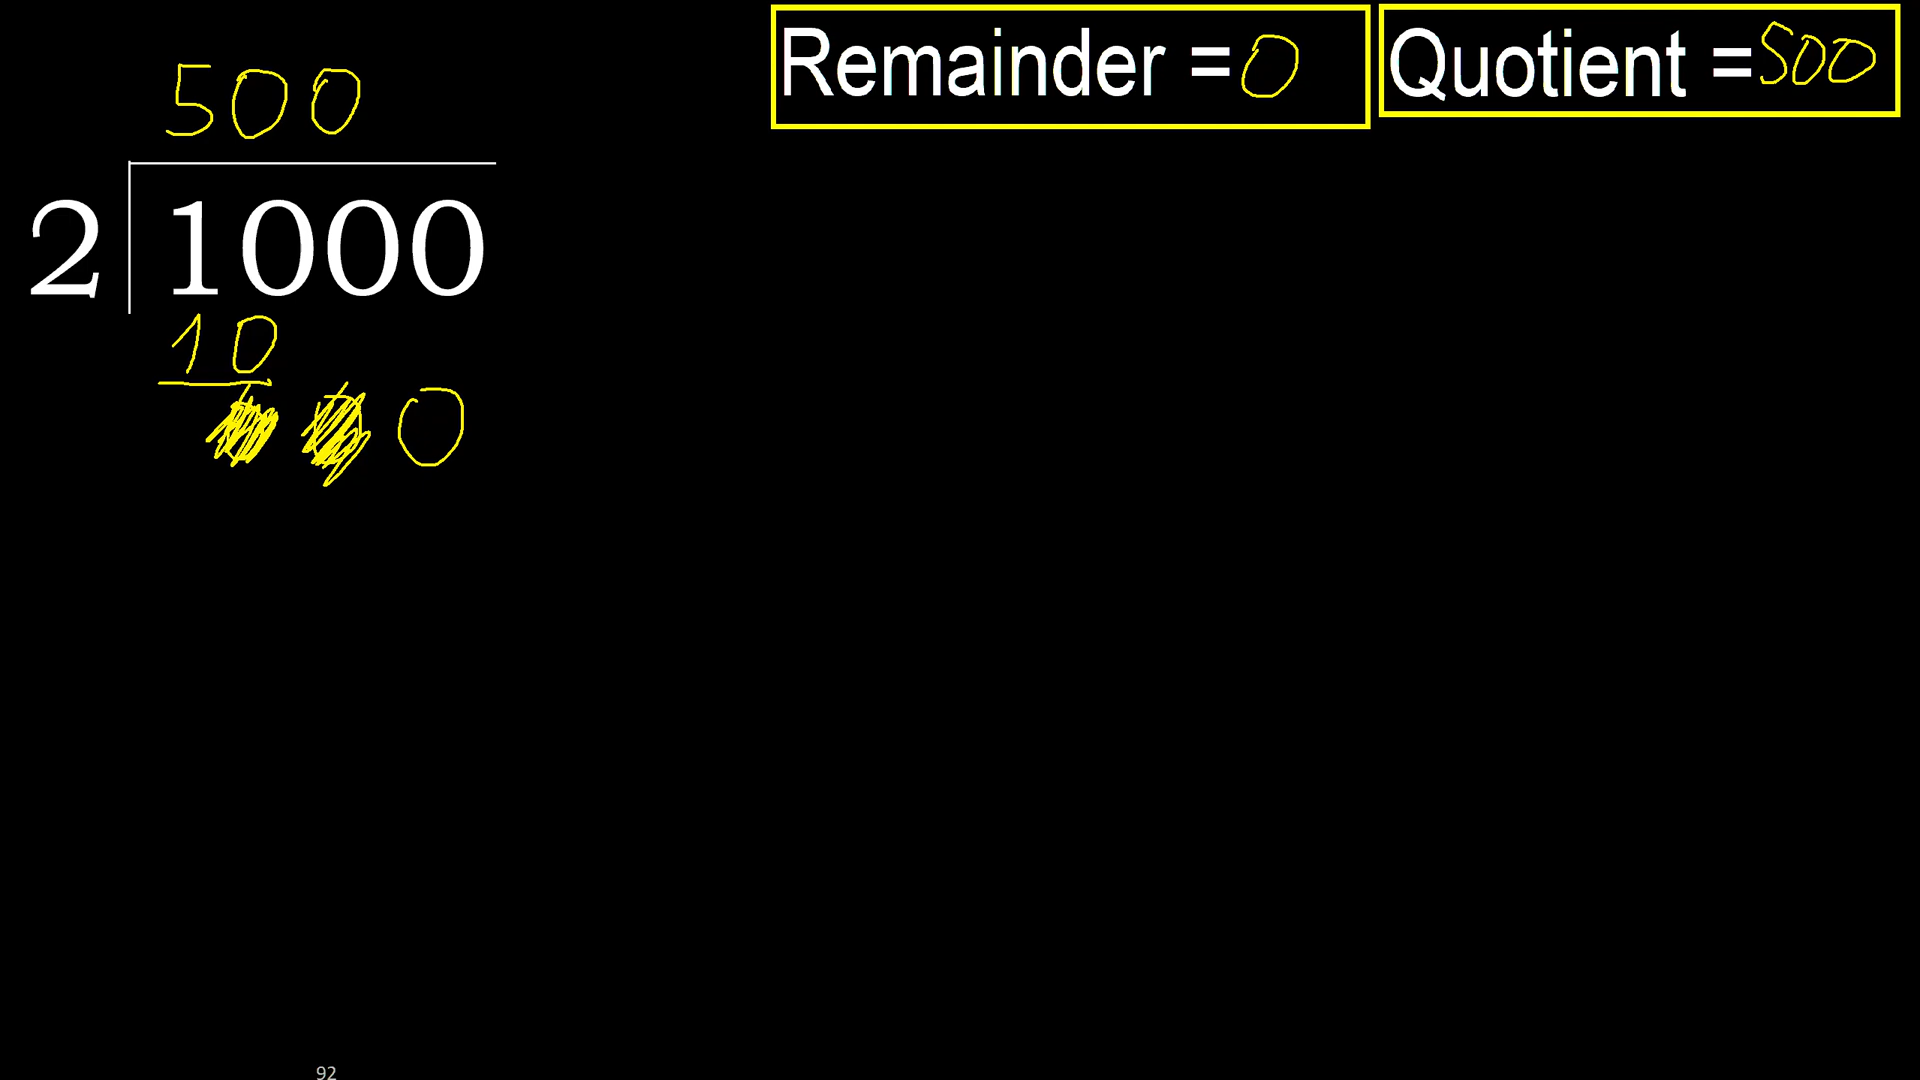 Remainder = 0
Quotient = 500
500
2 1000
10
0
92